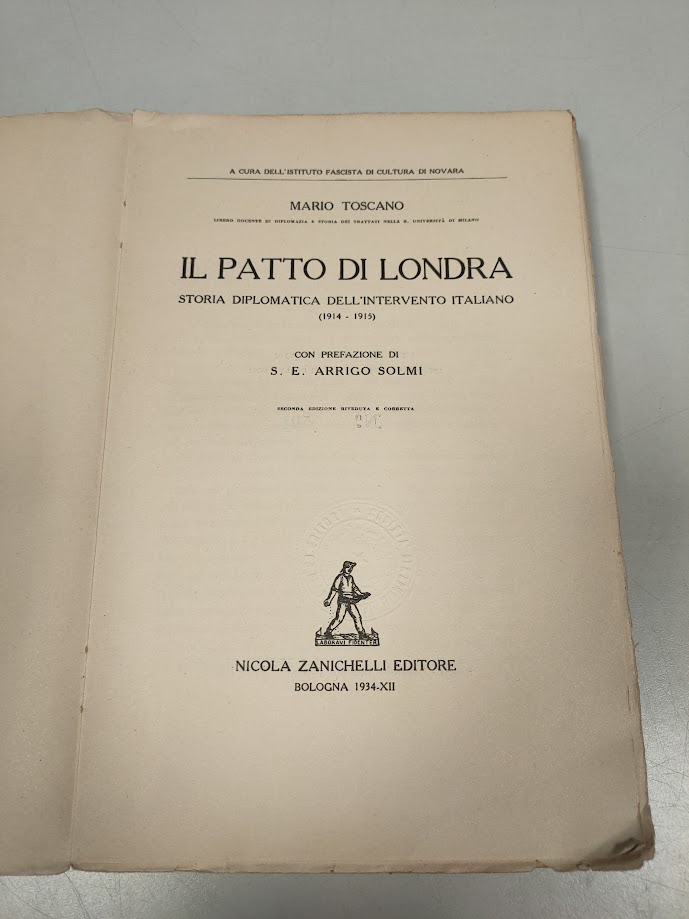 A CURA DELL'ISTITUTO FASCISTA DI CULTURA DI NOVARA
MARIO TOSCANO
LIBERO DOCENTE DI DIPLOMAZIA E STORIA DEI TRATTATI NELLA R. UNIVERSITÀ DI MILANO
IL PATTO DI LONDRA
STORIA DIPLOMATICA DELL'INTERVENTO ITALIANO
(1914 - 1915)
CON PREFAZIONE DI
S. E. ARRIGO SOLMI
SECONDA EDIZIONE RIVEDUTA E CORRETTA
LABORAVI FIDENTER
NICOLA ZANICHELLI EDITORE
BOLOGNA 1934-XII